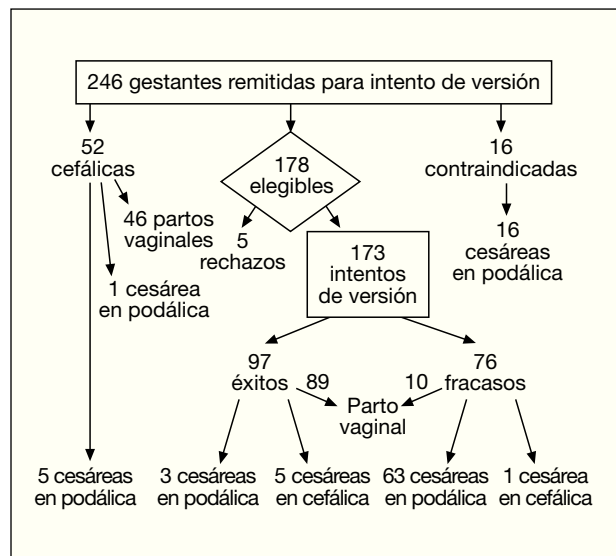 246 gestantes remitidas para intento de versión
52
cefálicas
178
elegibles
16
contraindicadas
46 partos
vaginales
5
rechazos
16
cesáreas
en podálica
1 cesárea
en podálica
173
intentos
de versión
97
éxitos
89
10
76
fracasos
Parto
vaginal
5 cesáreas
en podálica
3 cesáreas
en podálica
5 cesáreas
en cefálica
63 cesáreas
en podálica
1 cesárea
en cefálica